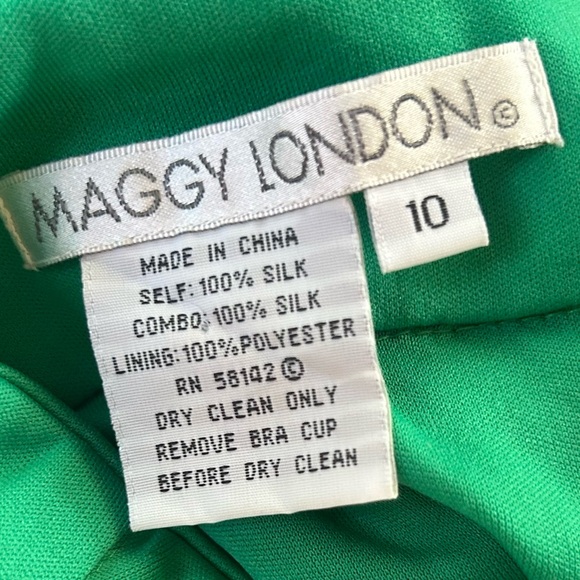 MAGGY LONDON ©
10
MADE IN CHINA
SELF: 100% SILK
COMBO: 100% SILK
LINING: 100% POLYESTER
RN 58142 ©
DRY CLEAN ONLY
REMOVE BRA CUP
BEFORE DRY CLEAN